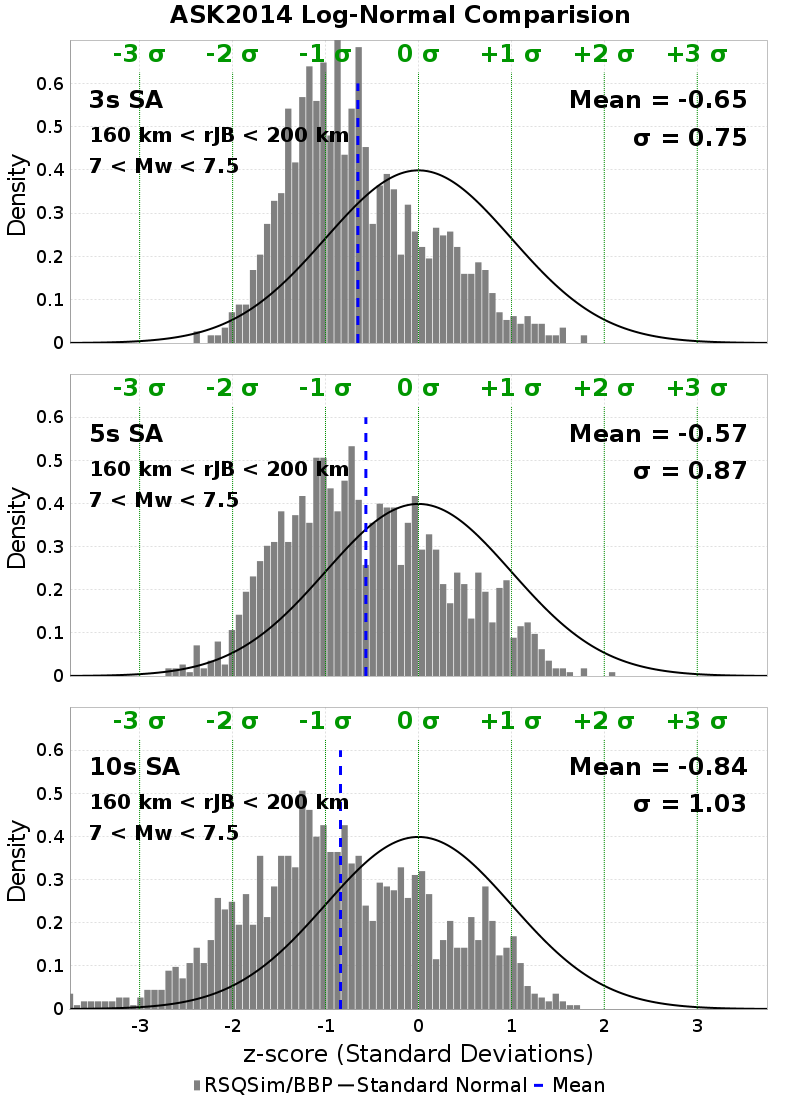 ASK2014 Log-Normal Comparision
-3 σ -2 σ -1 σ 0 σ +1 σ +2 σ +3 σ
0.6
3s SA Mean = -0.65
0.5
160 km < rJB < 200 km σ = 0.75
7 < Mw < 7.5
0.4
0.3
0.2
0.1
0
Density
-3 σ -2 σ -1 σ 0 σ +1 σ +2 σ +3 σ
0.6
5s SA Mean = -0.57
0.5
160 km < rJB < 200 km σ = 0.87
7 < Mw < 7.5
0.4
0.3
0.2
0.1
0
Density
-3 σ -2 σ -1 σ 0 σ +1 σ +2 σ +3 σ
0.6
10s SA Mean = -0.84
0.5
160 km < rJB < 200 km σ = 1.03
7 < Mw < 7.5
0.4
0.3
0.2
0.1
0
Density
-3 -2 -1 0 1 2 3
z-score (Standard Deviations)
RSQSim/BBP Standard Normal Mean